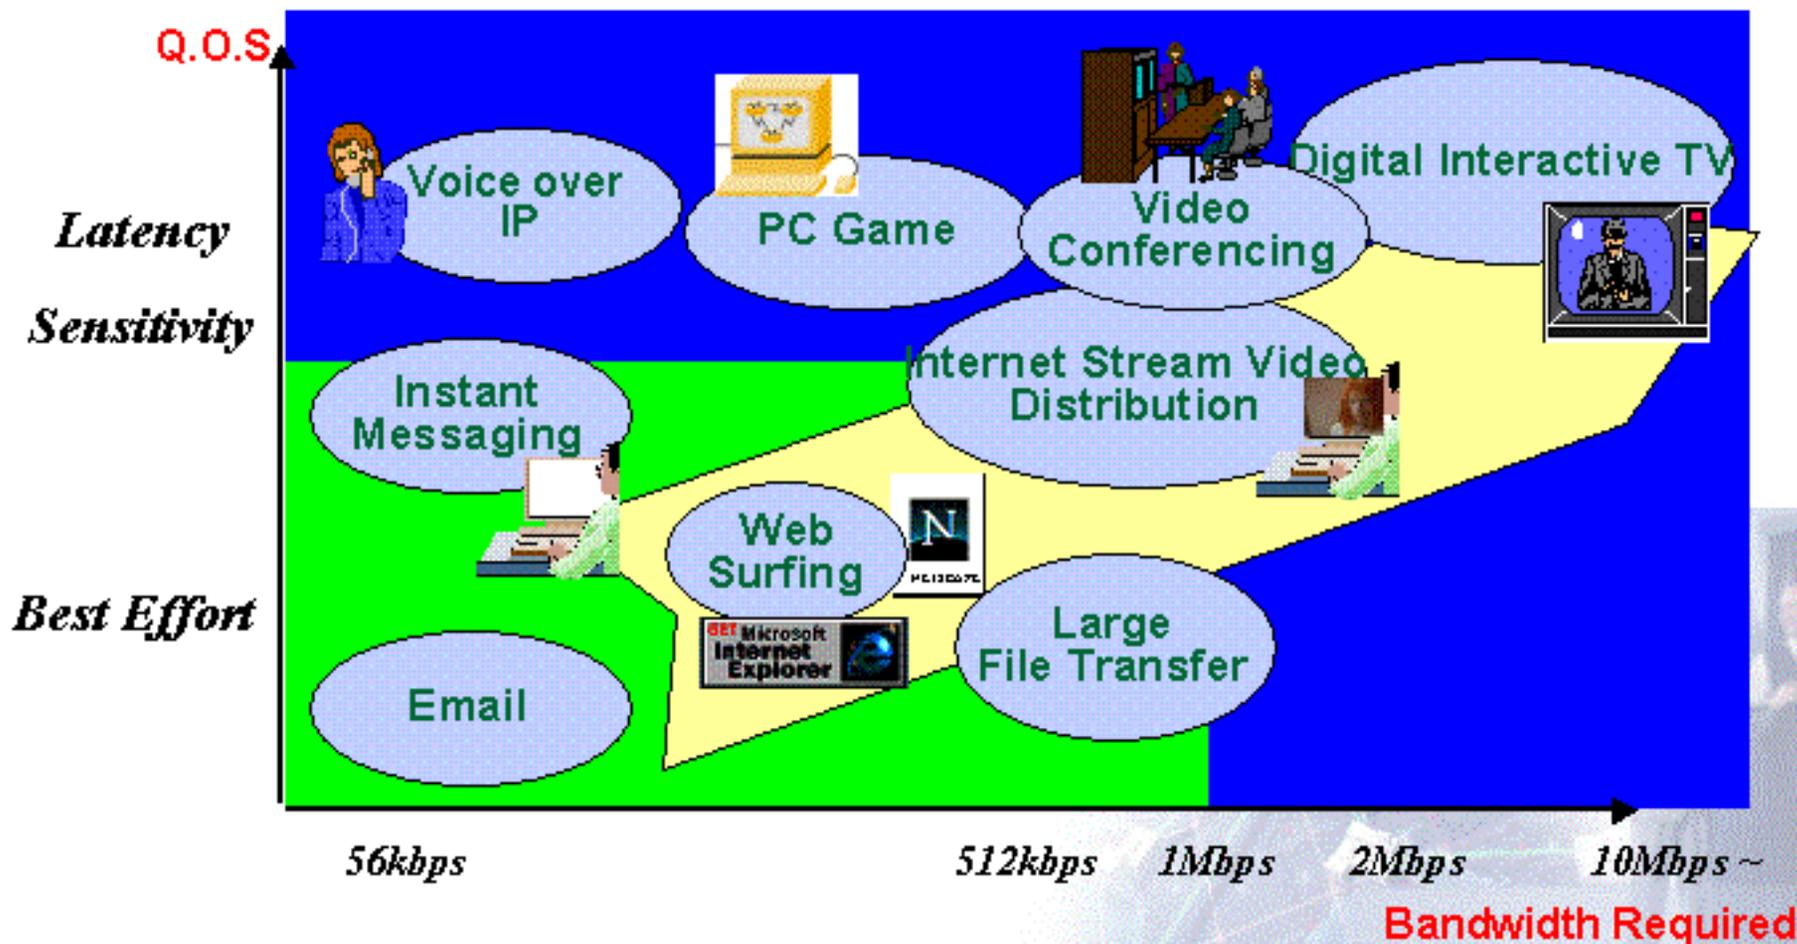 Q.O.S
Latency
Sensitivity
Best Effort
Voice over
IP
PC Game
Video
Conferencing
Digital Interactive TV
Instant
Messaging
Internet Stream Video
Distribution
Web
Surfing
N
GET Microsoft
Internet
Explorer
Large
File Transfer
Email
56kbps
512kbps
1Mbps
2Mbps
10Mbps ~
Bandwidth Required